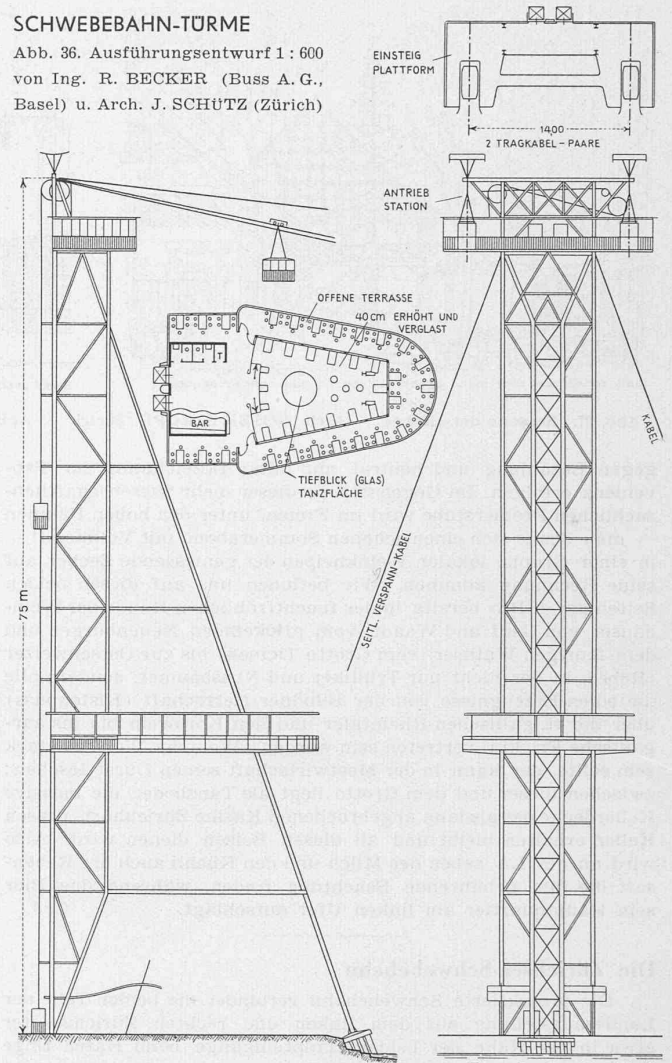 SCHWEBEBAHN-TÜRME
Abb. 36. Ausführungsentwurf 1 : 600
von Ing. R. BECKER (Buss A. G.,
Basel) u. Arch. J. SCHÜTZ (Zürich)
EINSTEIG
PLATTFORM
1400
2 TRAGKABEL-PAARE
ANTRIEB
STATION
OFFENE TERRASSE
40 cm ERHÖHT UND
VERGLAST
T
BAR
TIEFBLICK (GLAS)
TANZFLÄCHE
KABEL
SEITL. VERSPANN-KABEL
75 m